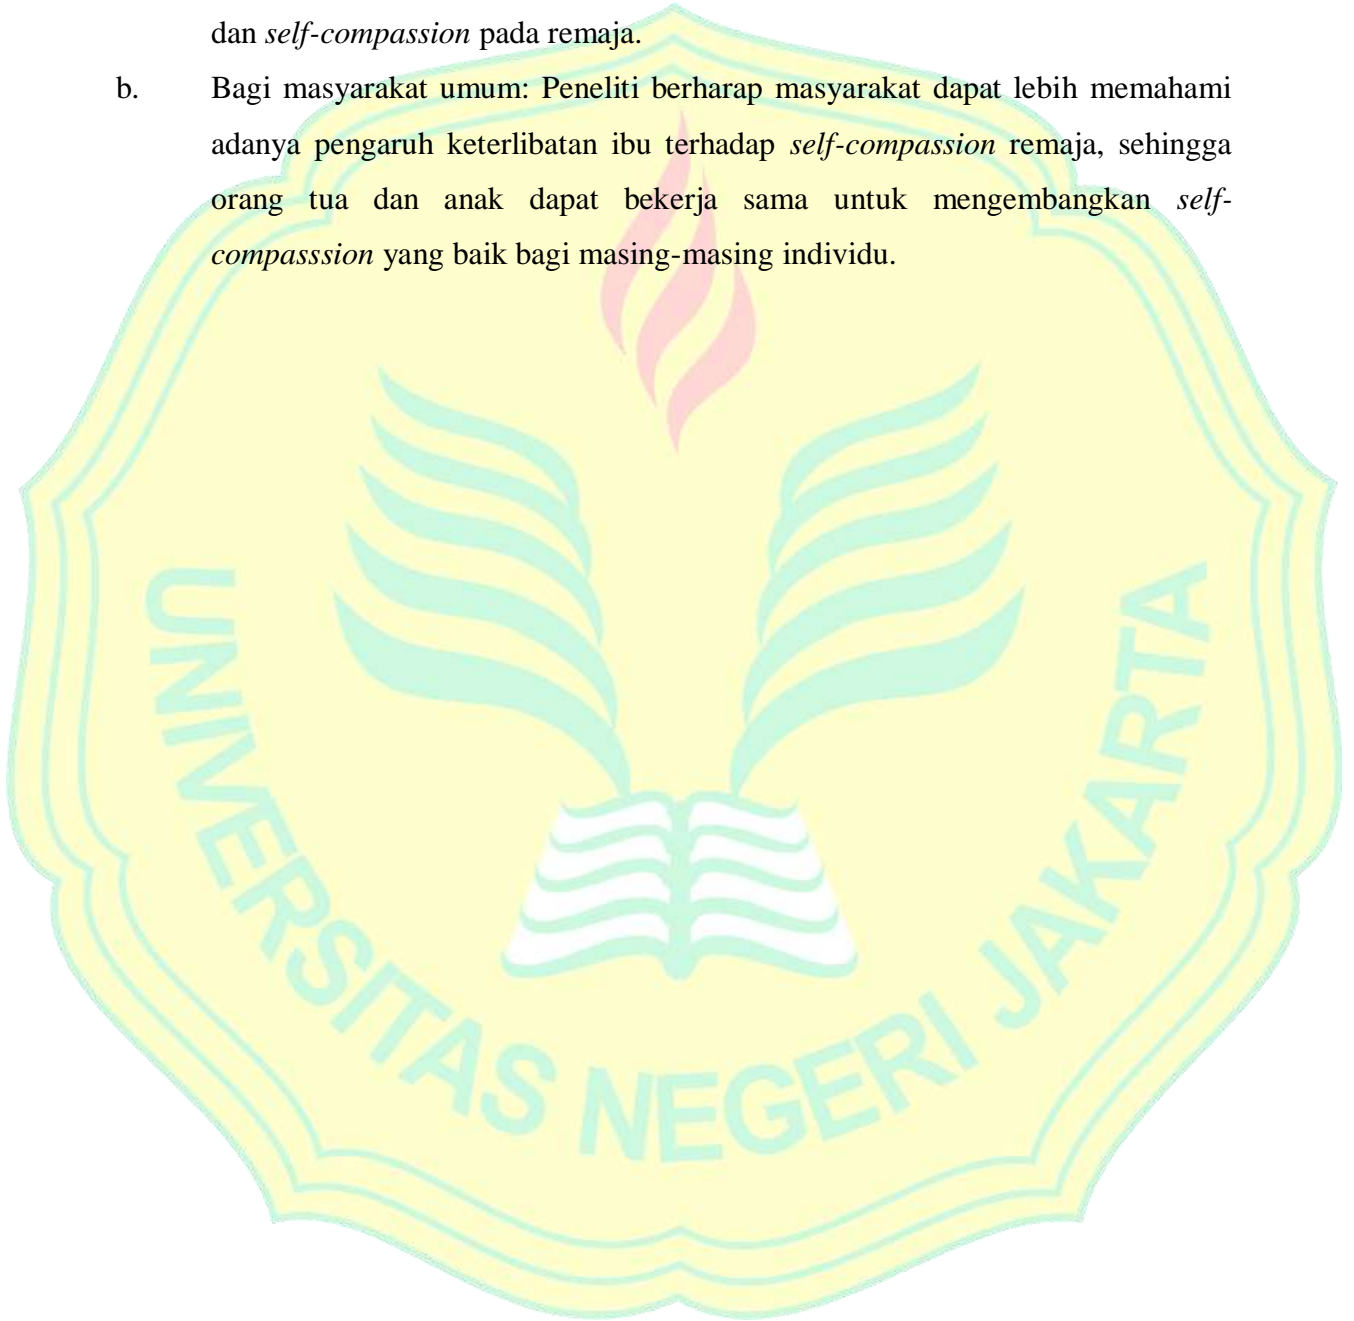 dan self-compassion pada remaja.
b. Bagi masyarakat umum: Peneliti berharap masyarakat dapat lebih memahami
adanya pengaruh keterlibatan ibu terhadap self-compassion remaja, sehingga
orang tua dan anak dapat bekerja sama untuk mengembangkan self-
compasssion yang baik bagi masing-masing individu.
UNIVERSITAS NEGERI JAKARTA